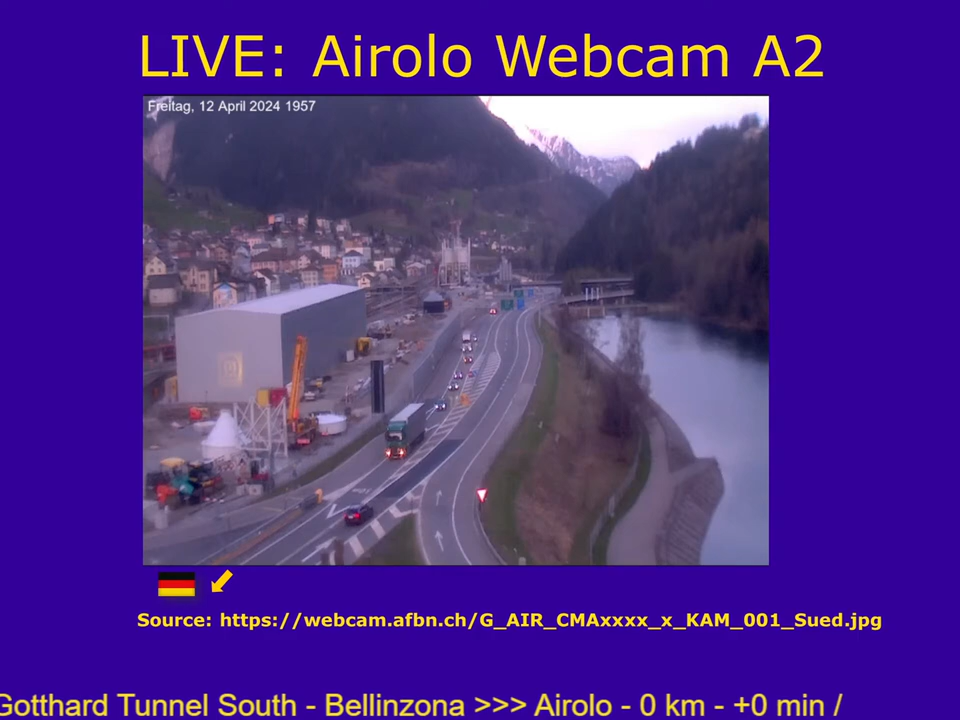 LIVE: Airolo Webcam A2
Freitag, 12 April 2024 1957
Source: https://webcam.afbn.ch/G_AIR_CMAxxxx_x_KAM_001_Sued.jpg
Gotthard Tunnel South - Bellinzona >>> Airolo - 0 km - +0 min /